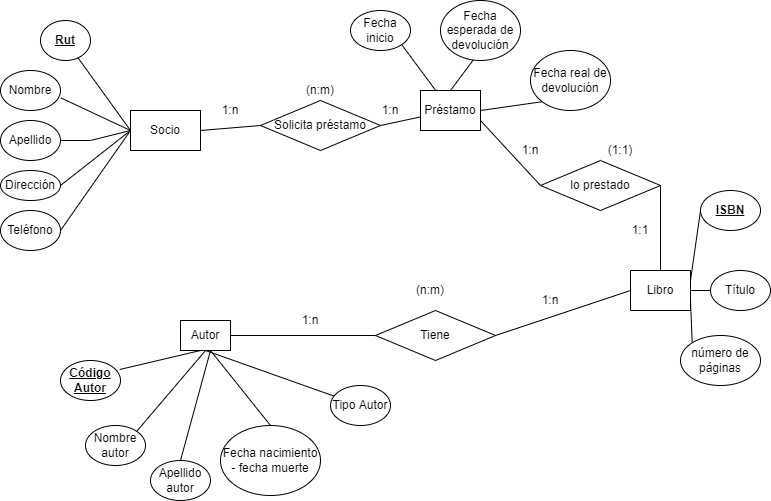 Rut
Nombre
Apellido
Dirección
Teléfono
Socio
1:n
(n:m)
Solicita préstamo
1:n
Fecha
inicio
Fecha
esperada de
devolución
Fecha real de
devolución
Préstamo
1:n
(1:1)
lo prestado
1:1
ISBN
Libro
Título
número de
páginas
1:n
(n:m)
Tiene
1:n
Autor
Código
Autor
Nombre
autor
Apellido
autor
Fecha nacimiento
- fecha muerte
Tipo Autor